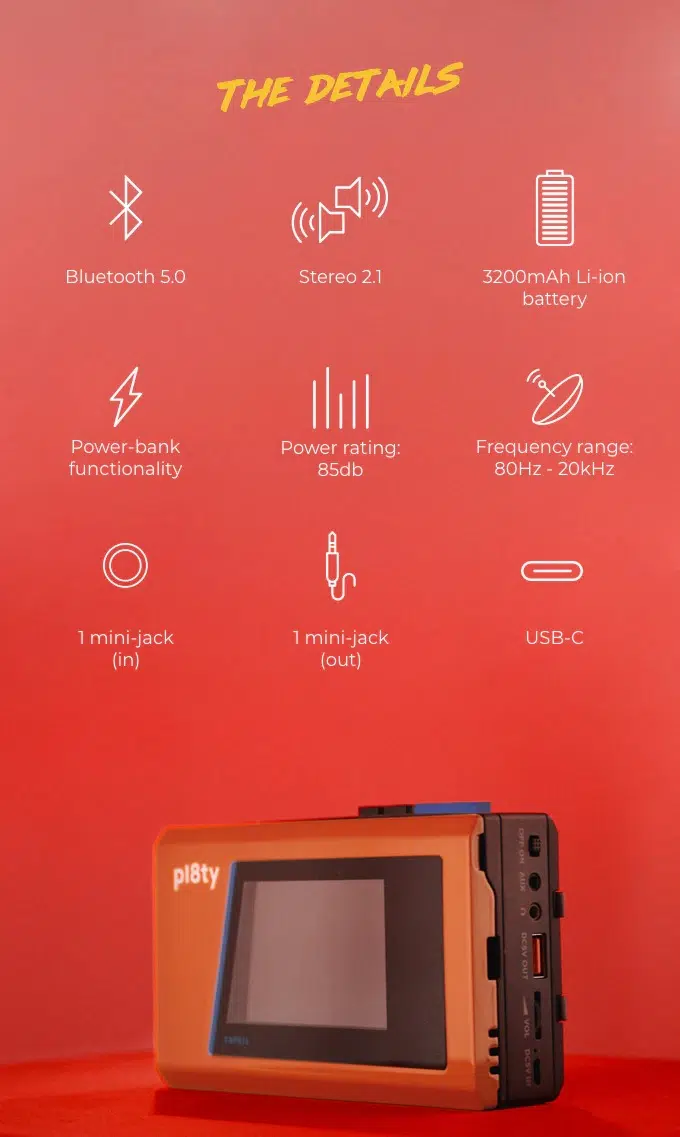 THE DETAILS
Bluetooth 5.0
Stereo 2.1
3200mAh Li-ion
battery
Power-bank
functionality
Power rating:
85db
Frequency range:
80Hz - 20kHz
1 mini-jack
(in)
1 mini-jack
(out)
USB-C
pl8ty
OFF ON
AUX
DC5V OUT
VOL
DC5V IN